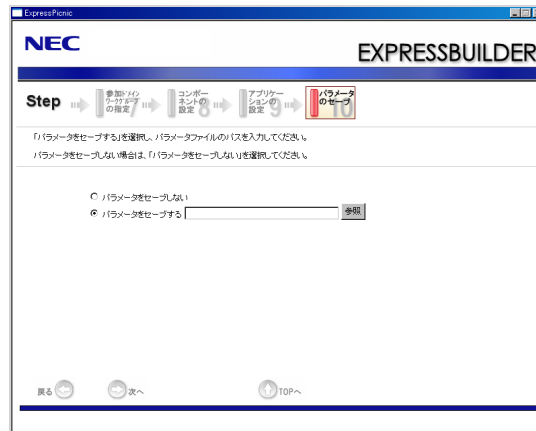 ExpressPicnic
NEC
EXPRESSBUILDER
Step
参加ドメイン
ワークグループ
の指定
7
コンポー
ネントの
設定
8
アプリケー
ションの
設定
9
パラメータ
のセーブ
10
「パラメータをセーブする」を選択し、パラメータファイルのパスを入力してください。
パラメータをセーブしない場合は、「パラメータをセーブしない」を選択してください。
パラメータをセーブしない
パラメータをセーブする
参照
戻る
次へ
TOPへ